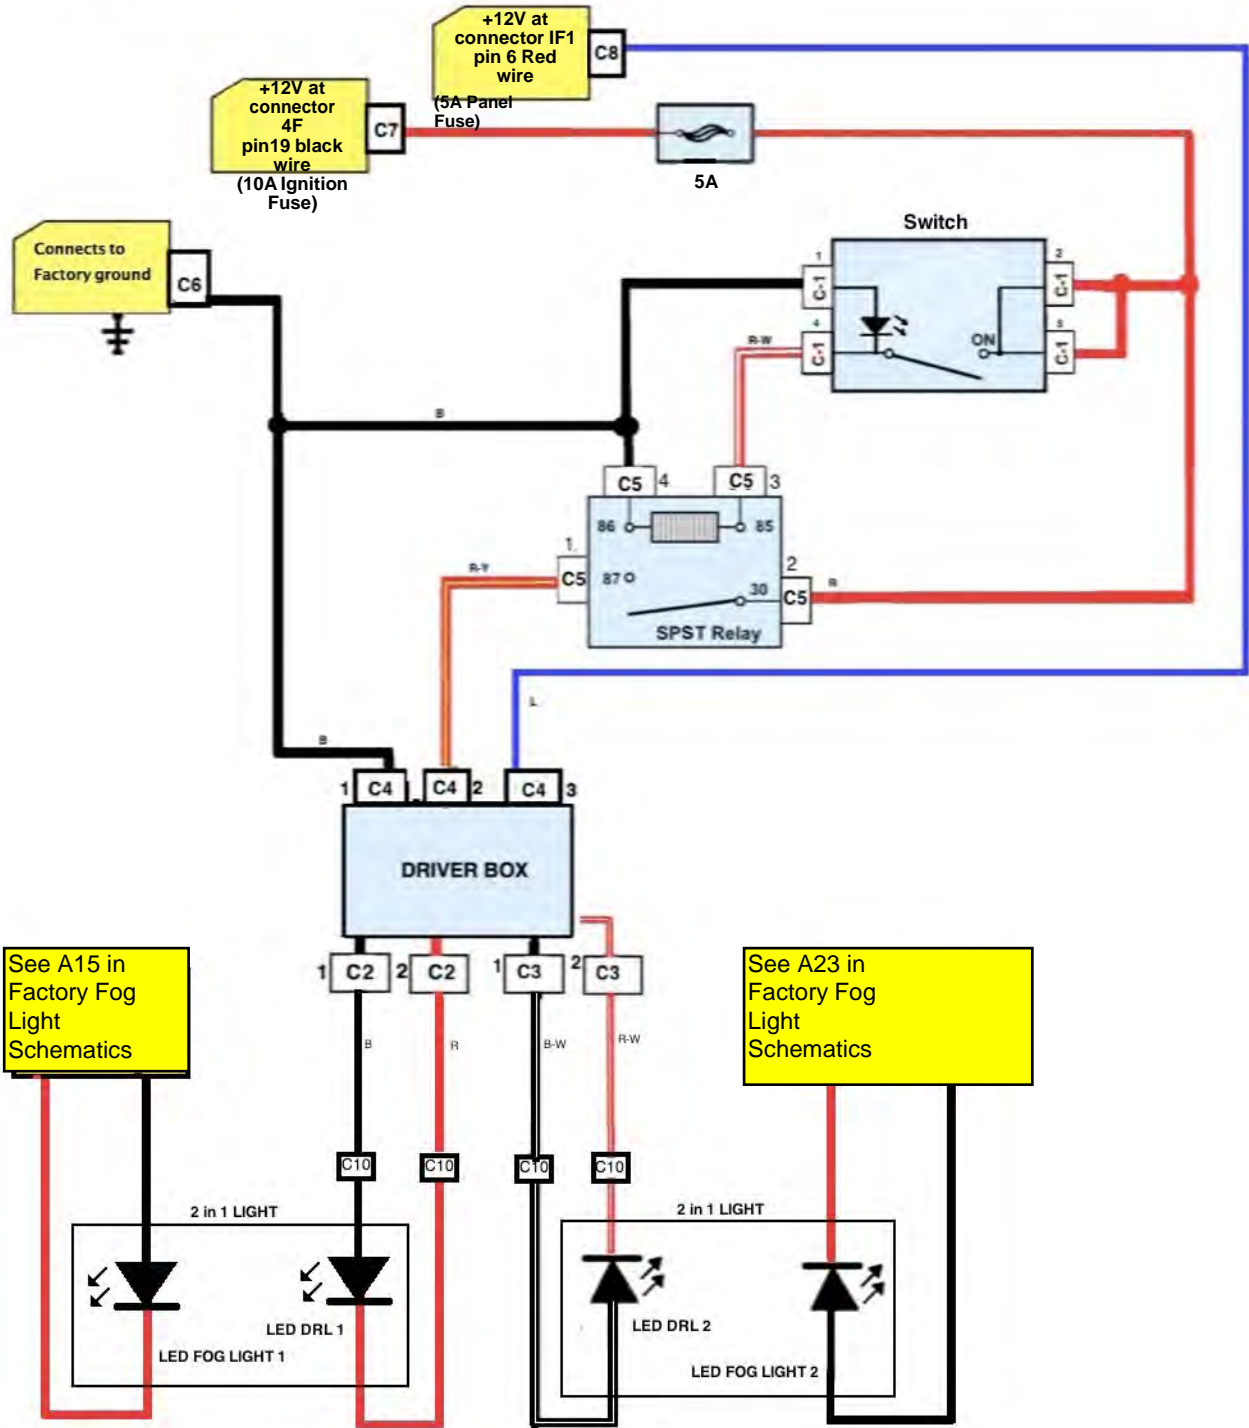 +12V at
connector IF1
pin 6 Red
wire
(5A Panel
Fuse)
C8
+12V at
connector
4F
pin19 black
wire
(10A Ignition
Fuse)
C7
5A
Connects to
Factory ground
C6
Switch
1
C-1
2
C-1
4
C-1
ON
C-1
R-W
B
C5
4
C5
3
86
85
1
C5
87
R-Y
30
2
C5
R
SPST Relay
L
B
1
C4
C4
2
C4
3
DRIVER BOX
1
C2
2
C2
1
C3
2
C3
See A15 in
Factory Fog
Light
Schematics
See A23 in
Factory Fog
Light
Schematics
B
R
B-W
R-W
C10
C10
C10
C10
2 in 1 LIGHT
2 in 1 LIGHT
LED DRL 1
LED FOG LIGHT 1
LED DRL 2
LED FOG LIGHT 2